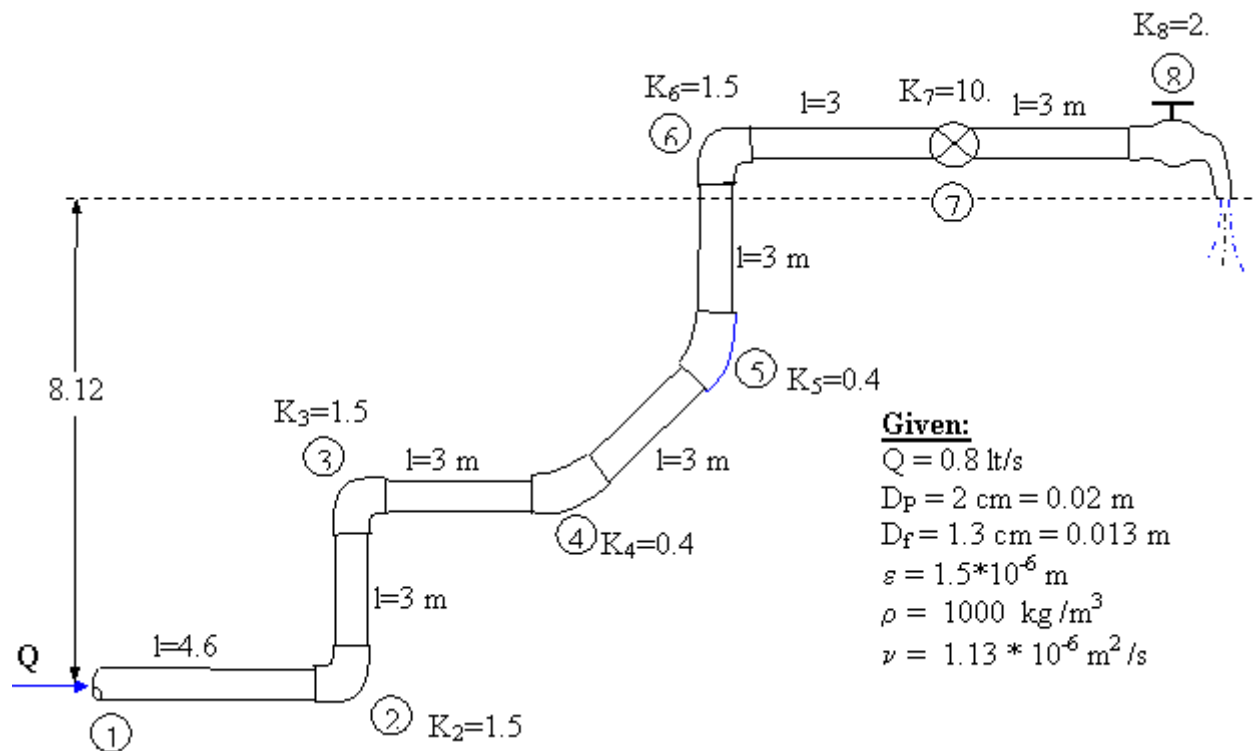 K₈=2.
8
K₆=1.5
l=3
K₇=10.
l=3 m
6
7
l=3 m
8.12
5
K₅=0.4
K₃=1.5
3
l=3 m
l=3 m
4
K₄=0.4
l=3 m
l=4.6
Q
1
2
K₂=1.5
Given:
Q = 0.8 lt/s
D_P = 2 cm = 0.02 m
D_f = 1.3 cm = 0.013 m
ε = 1.5*10⁻⁶ m
ρ = 1000 kg/m³
ν = 1.13 * 10⁻⁶ m²/s